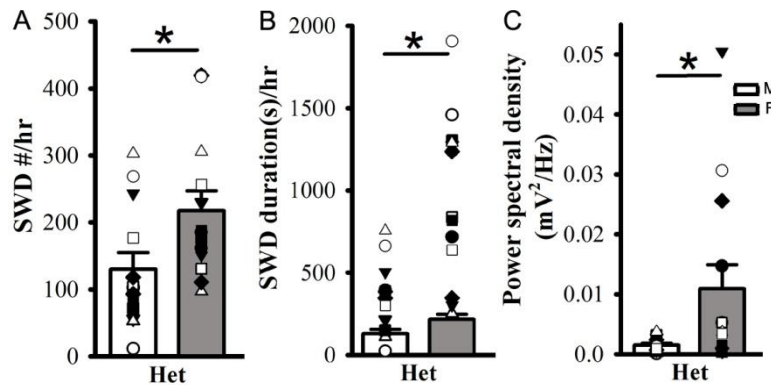 A
SWD #/hr
500
400
300
200
100
0
*
Het
B
SWD duration(s)/hr
2000
1500
1000
500
0
*
Het
C
Power spectral density
(mV²/Hz)
0.05
0.04
0.03
0.02
0.01
0.0
*
Het
M
F